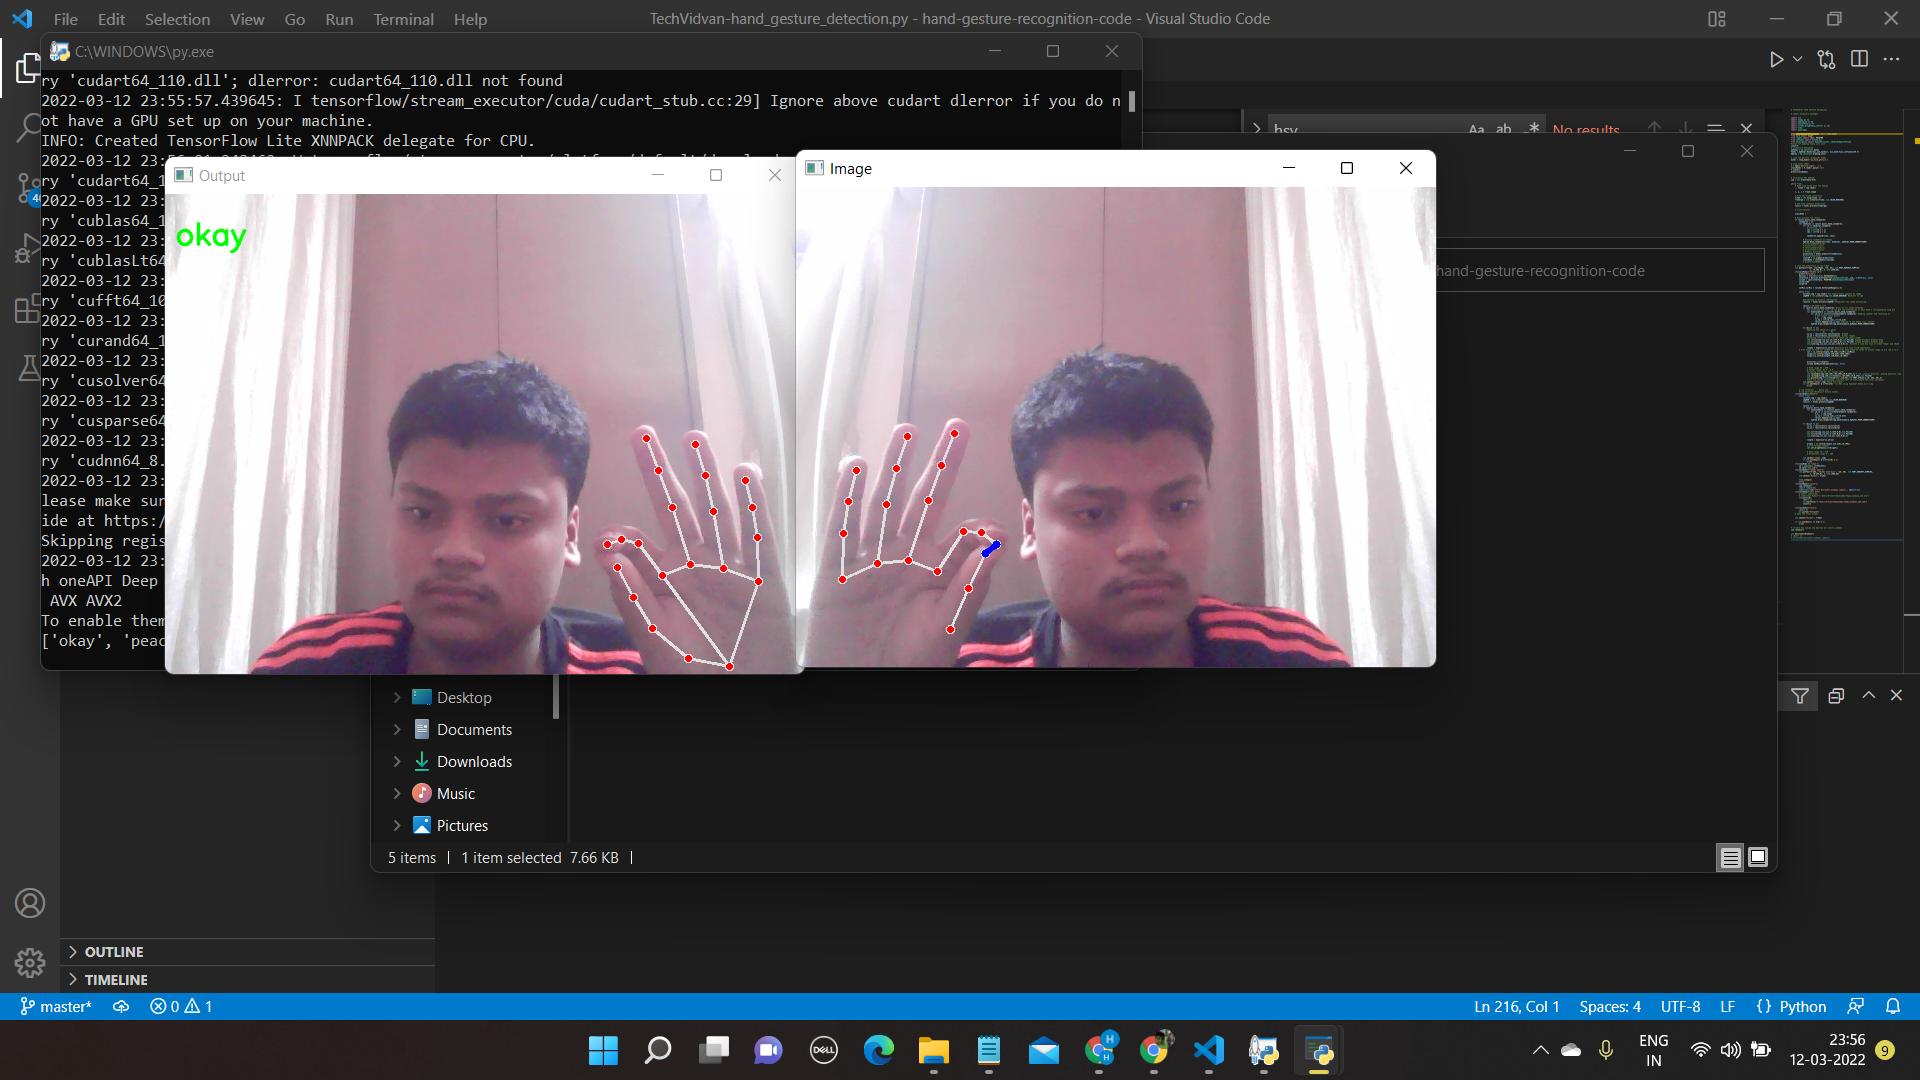 File Edit Selection View Go Run Terminal Help
TechVidvan-hand_gesture_detection.py - hand-gesture-recognition-code - Visual Studio Code
C:\WINDOWS\py.exe
ry 'cudart64_110.dll'; dlerror: cudart64_110.dll not found
2022-03-12 23:55:57.439645: I tensorflow/stream_executor/cuda/cudart_stub.cc:29] Ignore above cudart dlerror if you do n
ot have a GPU set up on your machine.
INFO: Created TensorFlow Lite XNNPACK delegate for CPU.
ry 'cudart64_1
2022-03-12 23:
ry 'cublas64_1
2022-03-12 23:
ry 'cublasLt64
2022-03-12 23:
ry 'cufft64_10
2022-03-12 23:
ry 'curand64_1
2022-03-12 23:
ry 'cusolver64
2022-03-12 23:
ry 'cusparse64
2022-03-12 23:
ry 'cudnn64_8.
2022-03-12 23:
lease make sur
ide at https:/
Skipping regis
2022-03-12 23:
h oneAPI Deep
AVX AVX2
To enable them
['okay', 'peac
hsv
Aa ab
No results
Output
okay
Image
hand-gesture-recognition-code
Desktop
Documents
Downloads
Music
Pictures
5 items 1 item selected 7.66 KB
OUTLINE
TIMELINE
master* 0 1
Ln 216, Col 1 Spaces: 4 UTF-8 LF {} Python
DELL
ENG
IN
23:56
12-03-2022
9